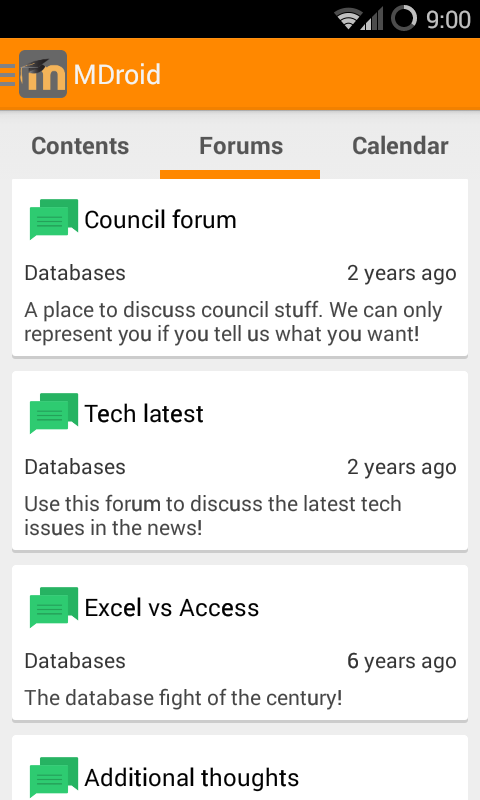 9:00
m MDroid
Contents Forums Calendar
Council forum
Databases 2 years ago
A place to discuss council stuff. We can only
represent you if you tell us what you want!
Tech latest
Databases 2 years ago
Use this forum to discuss the latest tech
issues in the news!
Excel vs Access
Databases 6 years ago
The database fight of the century!
Additional thoughts